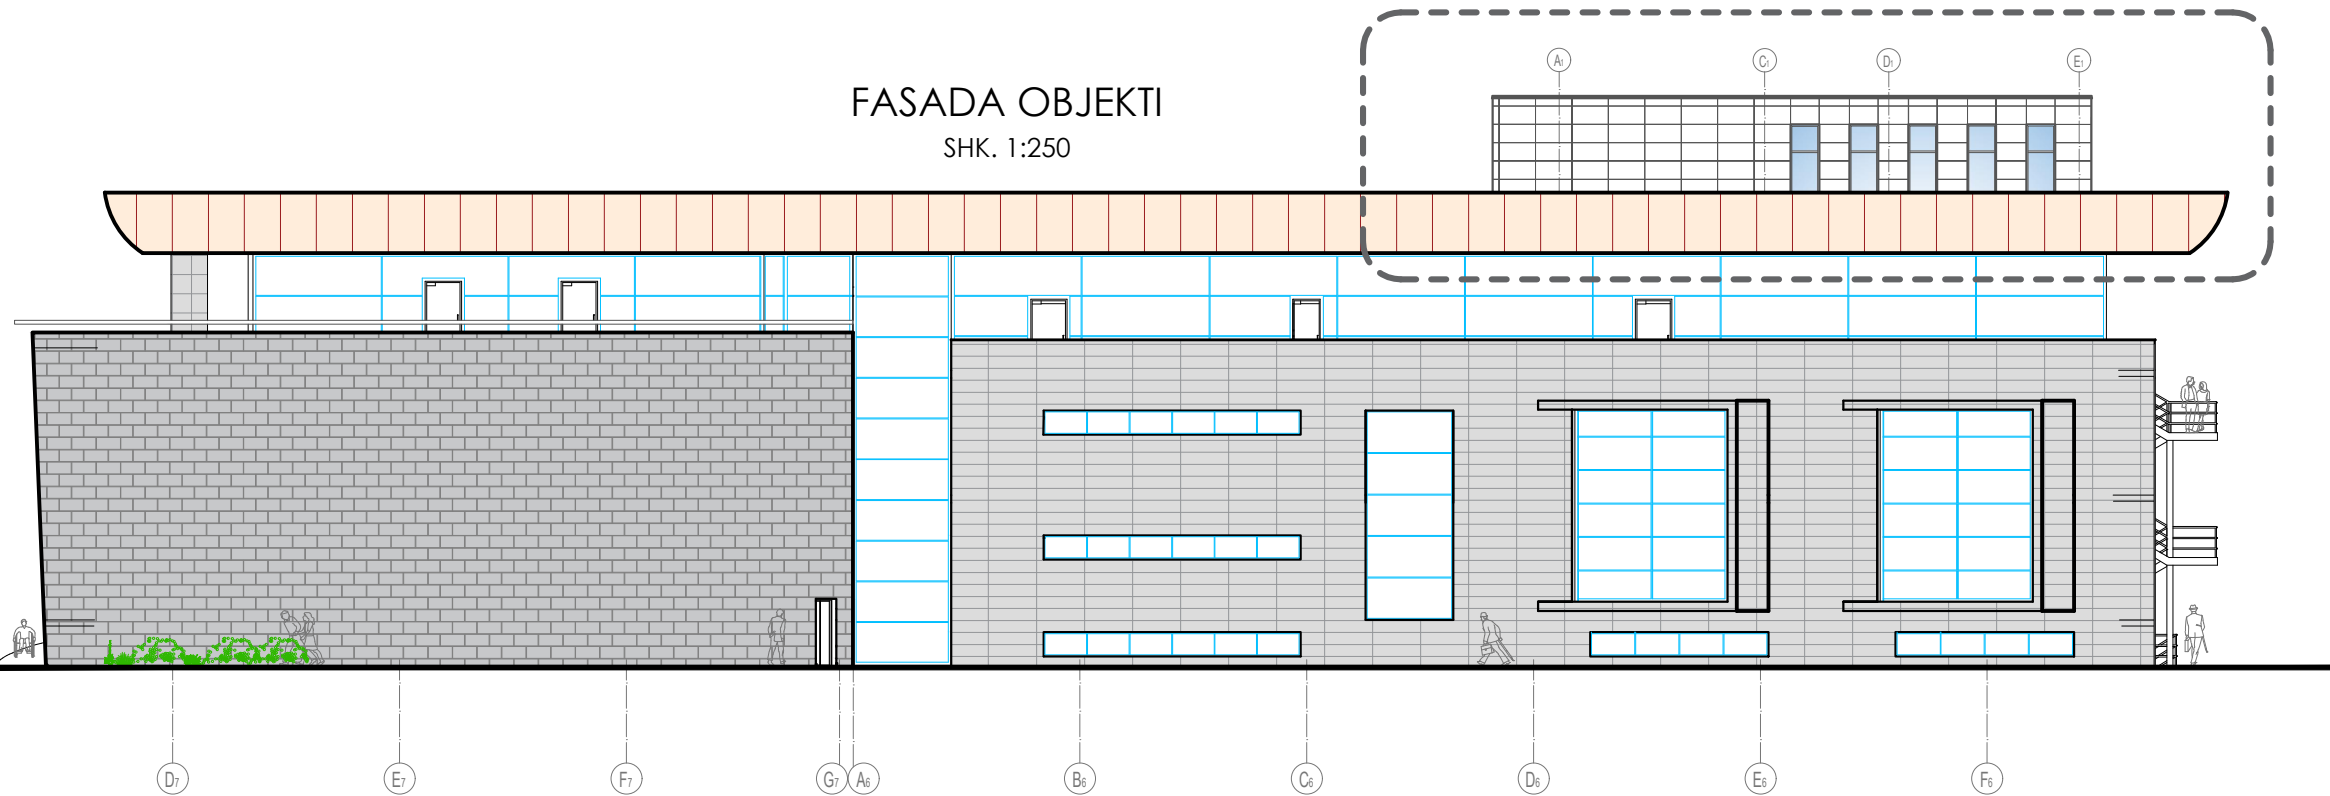 A1 C1 D1 E1
FASADA OBJEKTI
SHK. 1:250
D7 E7 F7 G7 A6 B6 C6 D6 E6 F6